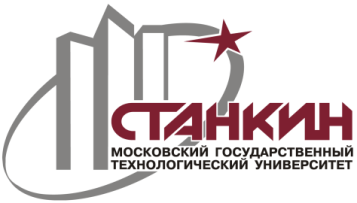 СТАНКИН
МОСКОВСКИЙ ГОСУДАРСТВЕННЫЙ
ТЕХНОЛОГИЧЕСКИЙ УНИВЕРСИТЕТ